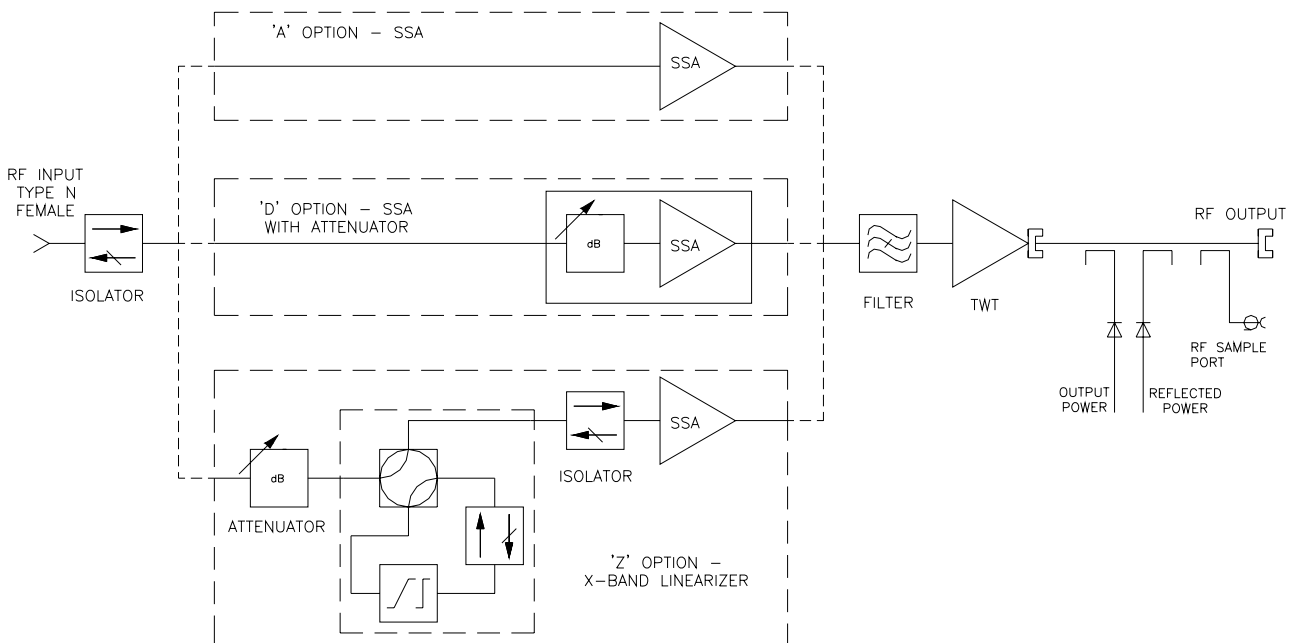 'A' OPTION – SSA
SSA
RF INPUT
TYPE N
FEMALE
ISOLATOR
'D' OPTION – SSA
WITH ATTENUATOR
dB
SSA
FILTER
TWT
RF OUTPUT
RF SAMPLE
PORT
OUTPUT
POWER
REFLECTED
POWER
dB
ATTENUATOR
ISOLATOR
SSA
'Z' OPTION –
X–BAND LINEARIZER